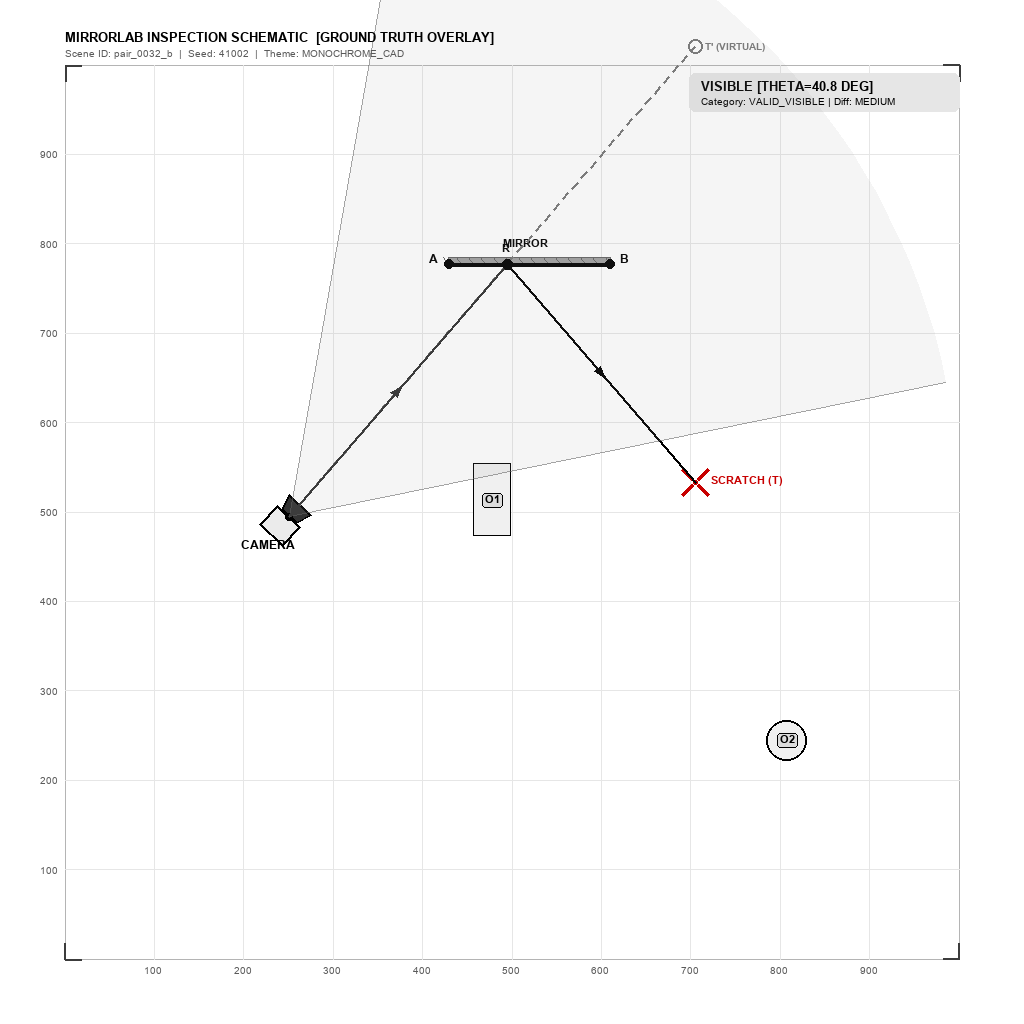 MIRRORLAB INSPECTION SCHEMATIC  [GROUND TRUTH OVERLAY]
Scene ID: pair_0032_b  |  Seed: 41002  |  Theme: MONOCHROME_CAD
T' (VIRTUAL)
VISIBLE [THETA=40.8 DEG]
Category: VALID_VISIBLE | Diff: MEDIUM
900
800
MIRROR
R
A
B
700
600
SCRATCH (T)
O1
500
CAMERA
400
300
O2
200
100
100 200 300 400 500 600 700 800 900